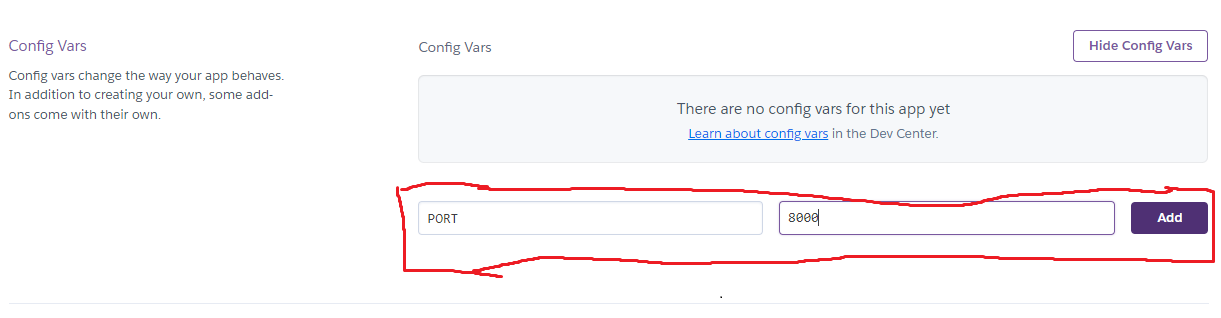 Config Vars
Config vars change the way your app behaves.
In addition to creating your own, some add-
ons come with their own.
Config Vars
Hide Config Vars
There are no config vars for this app yet
Learn about config vars in the Dev Center.
PORT
8000
Add
.